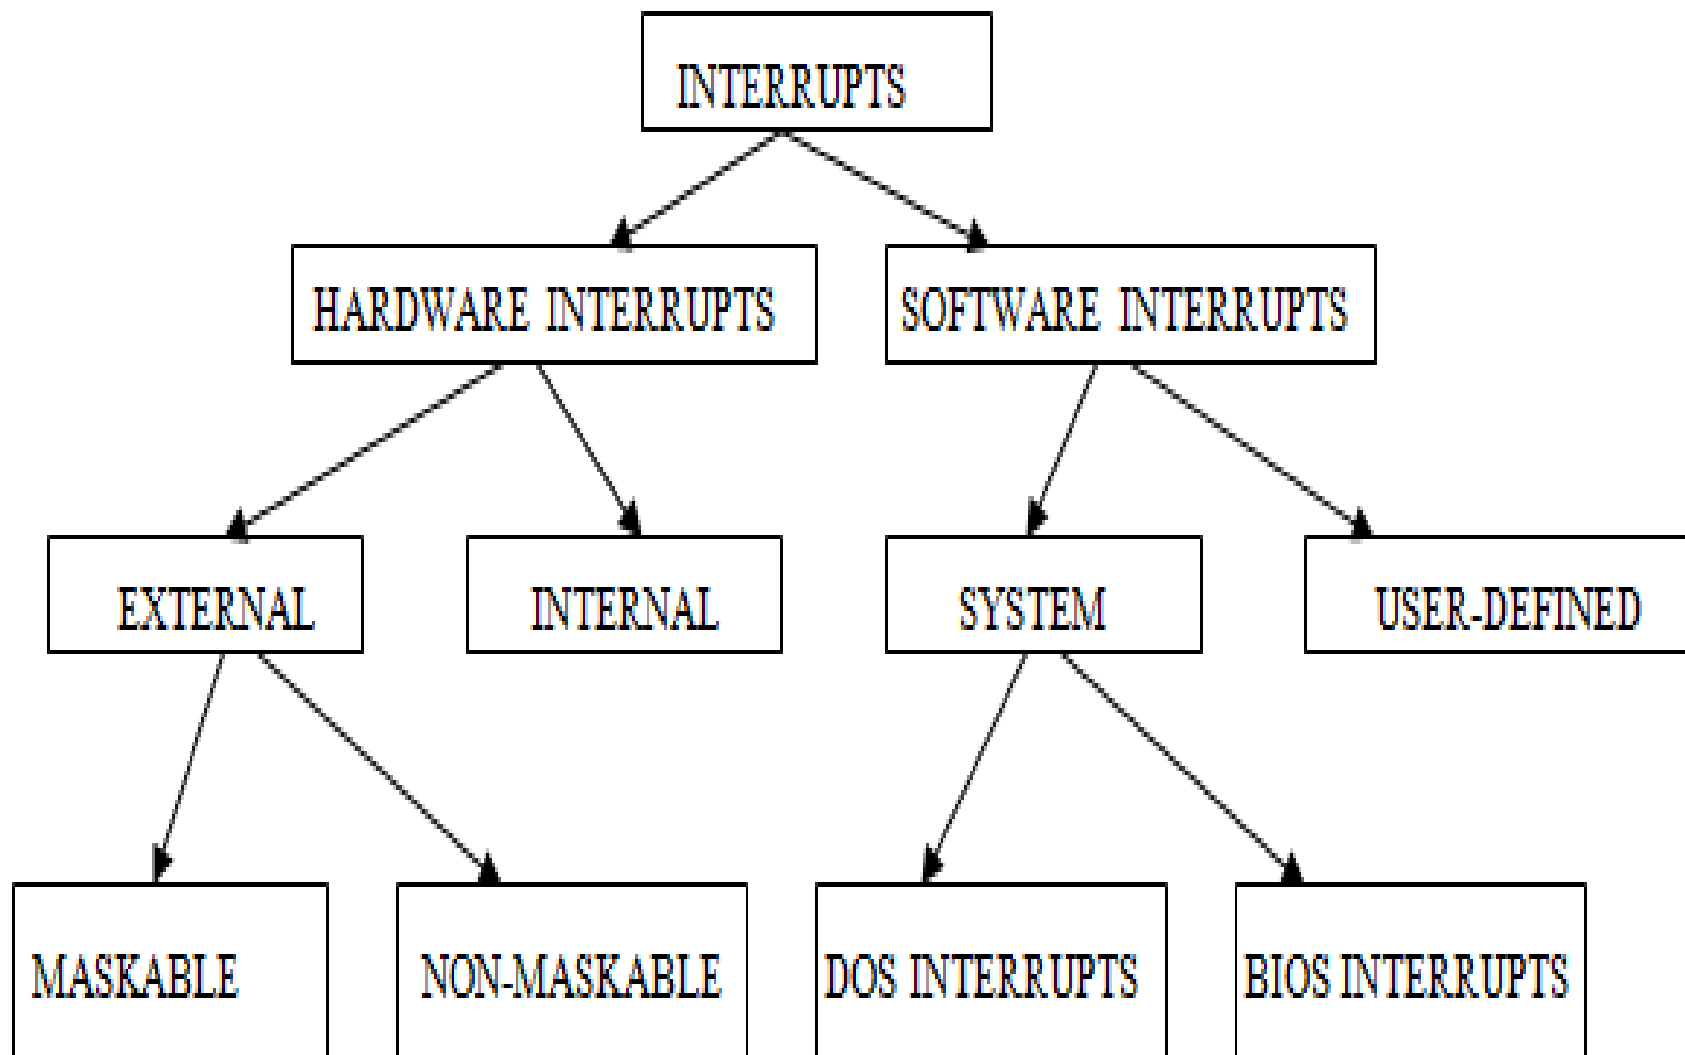 INTERRUPTS
HARDWARE INTERRUPTS
SOFTWARE INTERRUPTS
EXTERNAL
INTERNAL
SYSTEM
USER-DEFINED
MASKABLE
NON-MASKABLE
DOS INTERRUPTS
BIOS INTERRUPTS